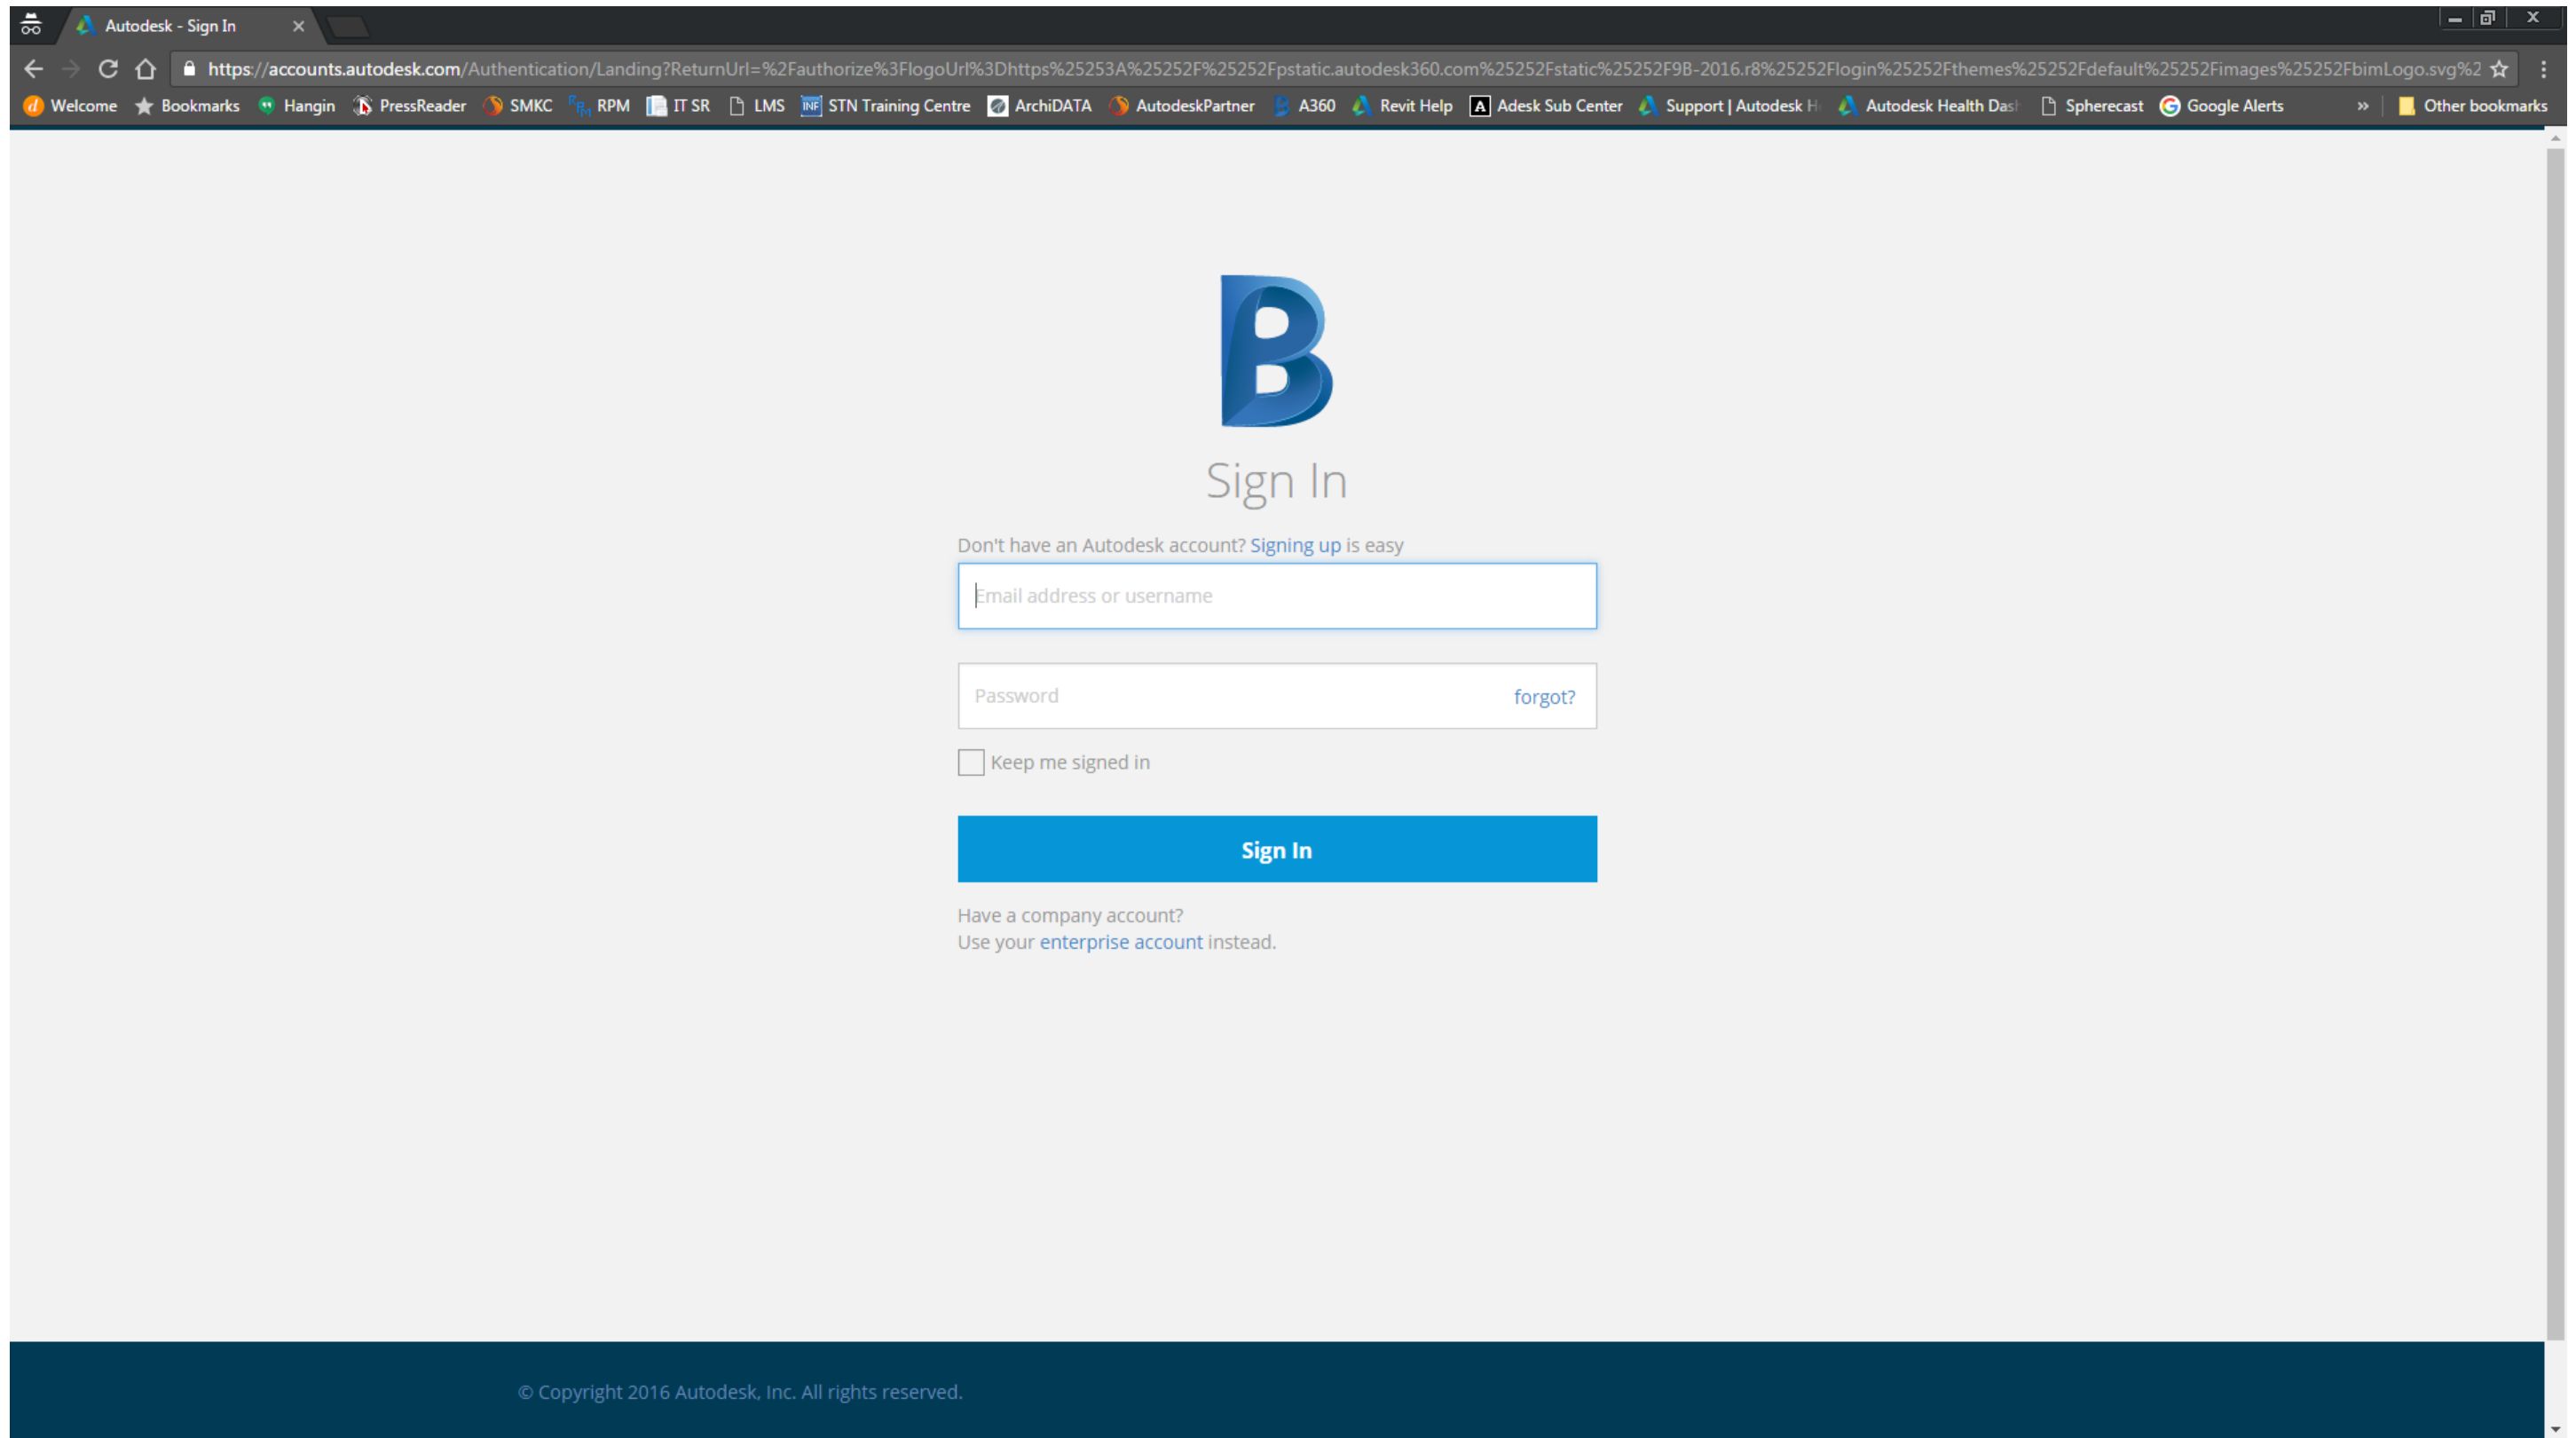 Autodesk - Sign In
https://accounts.autodesk.com/Authentication/Landing?ReturnUrl=%2Fauthorize%3FlogoUrl%3Dhttps%25253A%25252F%25252Fpstatic.autodesk360.com%25252Fstatic%25252F9B-2016.r8%25252Flogin%25252Fthemes%25252Fdefault%25252Fimages%25252FbimLogo.svg%2
Welcome Bookmarks Hangin PressReader SMKC RPM IT SR LMS INF STN Training Centre ArchiDATA AutodeskPartner A360 Revit Help A Adesk Sub Center Support | Autodesk H Autodesk Health Das Spherecast Google Alerts » Other bookmarks
B
Sign In
Don't have an Autodesk account? Signing up is easy
Email address or username
Password forgot?
Keep me signed in
Sign In
Have a company account?
Use your enterprise account instead.
© Copyright 2016 Autodesk, Inc. All rights reserved.